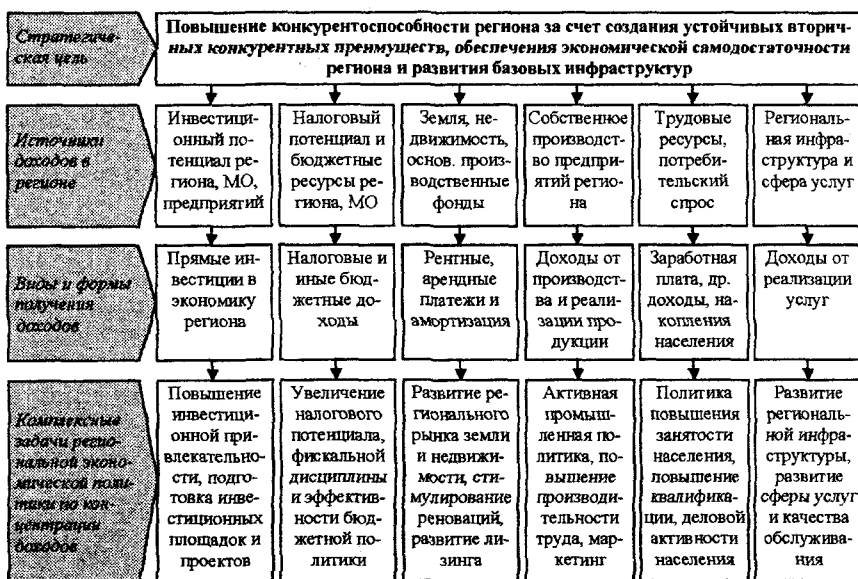 Стратегиче-
ская цель
Повышение конкурентоспособности региона за счет создания устойчивых вторич-
ных конкурентных преимуществ, обеспечения экономической самодостаточности
региона и развития базовых инфраструктур
Источники
доходов в
регионе
Инвестици-
онный по-
тенциал ре-
гиона, МО,
предприятий
Налоговый
потенциал и
бюджетные
ресурсы ре-
гиона, МО
Земля, не-
движимость,
основ. произ-
водственные
фонды
Собственное
производст-
во предпри-
ятий регио-
на
Трудовые
ресурсы,
потреби-
тельский
спрос
Региональ-
ная инфра-
структура и
сфера услуг
Виды и формы
получения
доходов
Прямые ин-
вестиции в
экономику
региона
Налоговые и
иные бюд-
жетные до-
ходы
Рентные,
арендные
платежи и
амортизация
Доходы от
производст-
ва и реали-
зации про-
дукции
Заработная
плата, др.
доходы, на-
копления
населения
Доходы от
реализации
услуг
Комплексные
задачи регио-
нальной эконо-
мической поли-
тики по кон-
центрации
доходов
Повышение
инвестици-
онной при-
влекательно-
сти, подго-
товка инве-
стиционных
площадок и
проектов
Увеличение
налогового
потенциала,
фискальной
дисциплины
и эффектив-
ности бюд-
жетной по-
литики
Развитие ре-
гионального
рынка земли
и недвижи-
мости, сти-
мулирование
реноваций,
развитие ли-
зинга
Активная
промыш-
ленная по-
литика, по-
вышение
производи-
тельности
труда, мар-
кетинг
Политика
повышения
занятости
населения,
повышение
квалифика-
ции, деловой
активности
населения
Развитие
региональ-
ной инфра-
структуры,
развитие
сферы услуг
и качества
обслужива-
ния